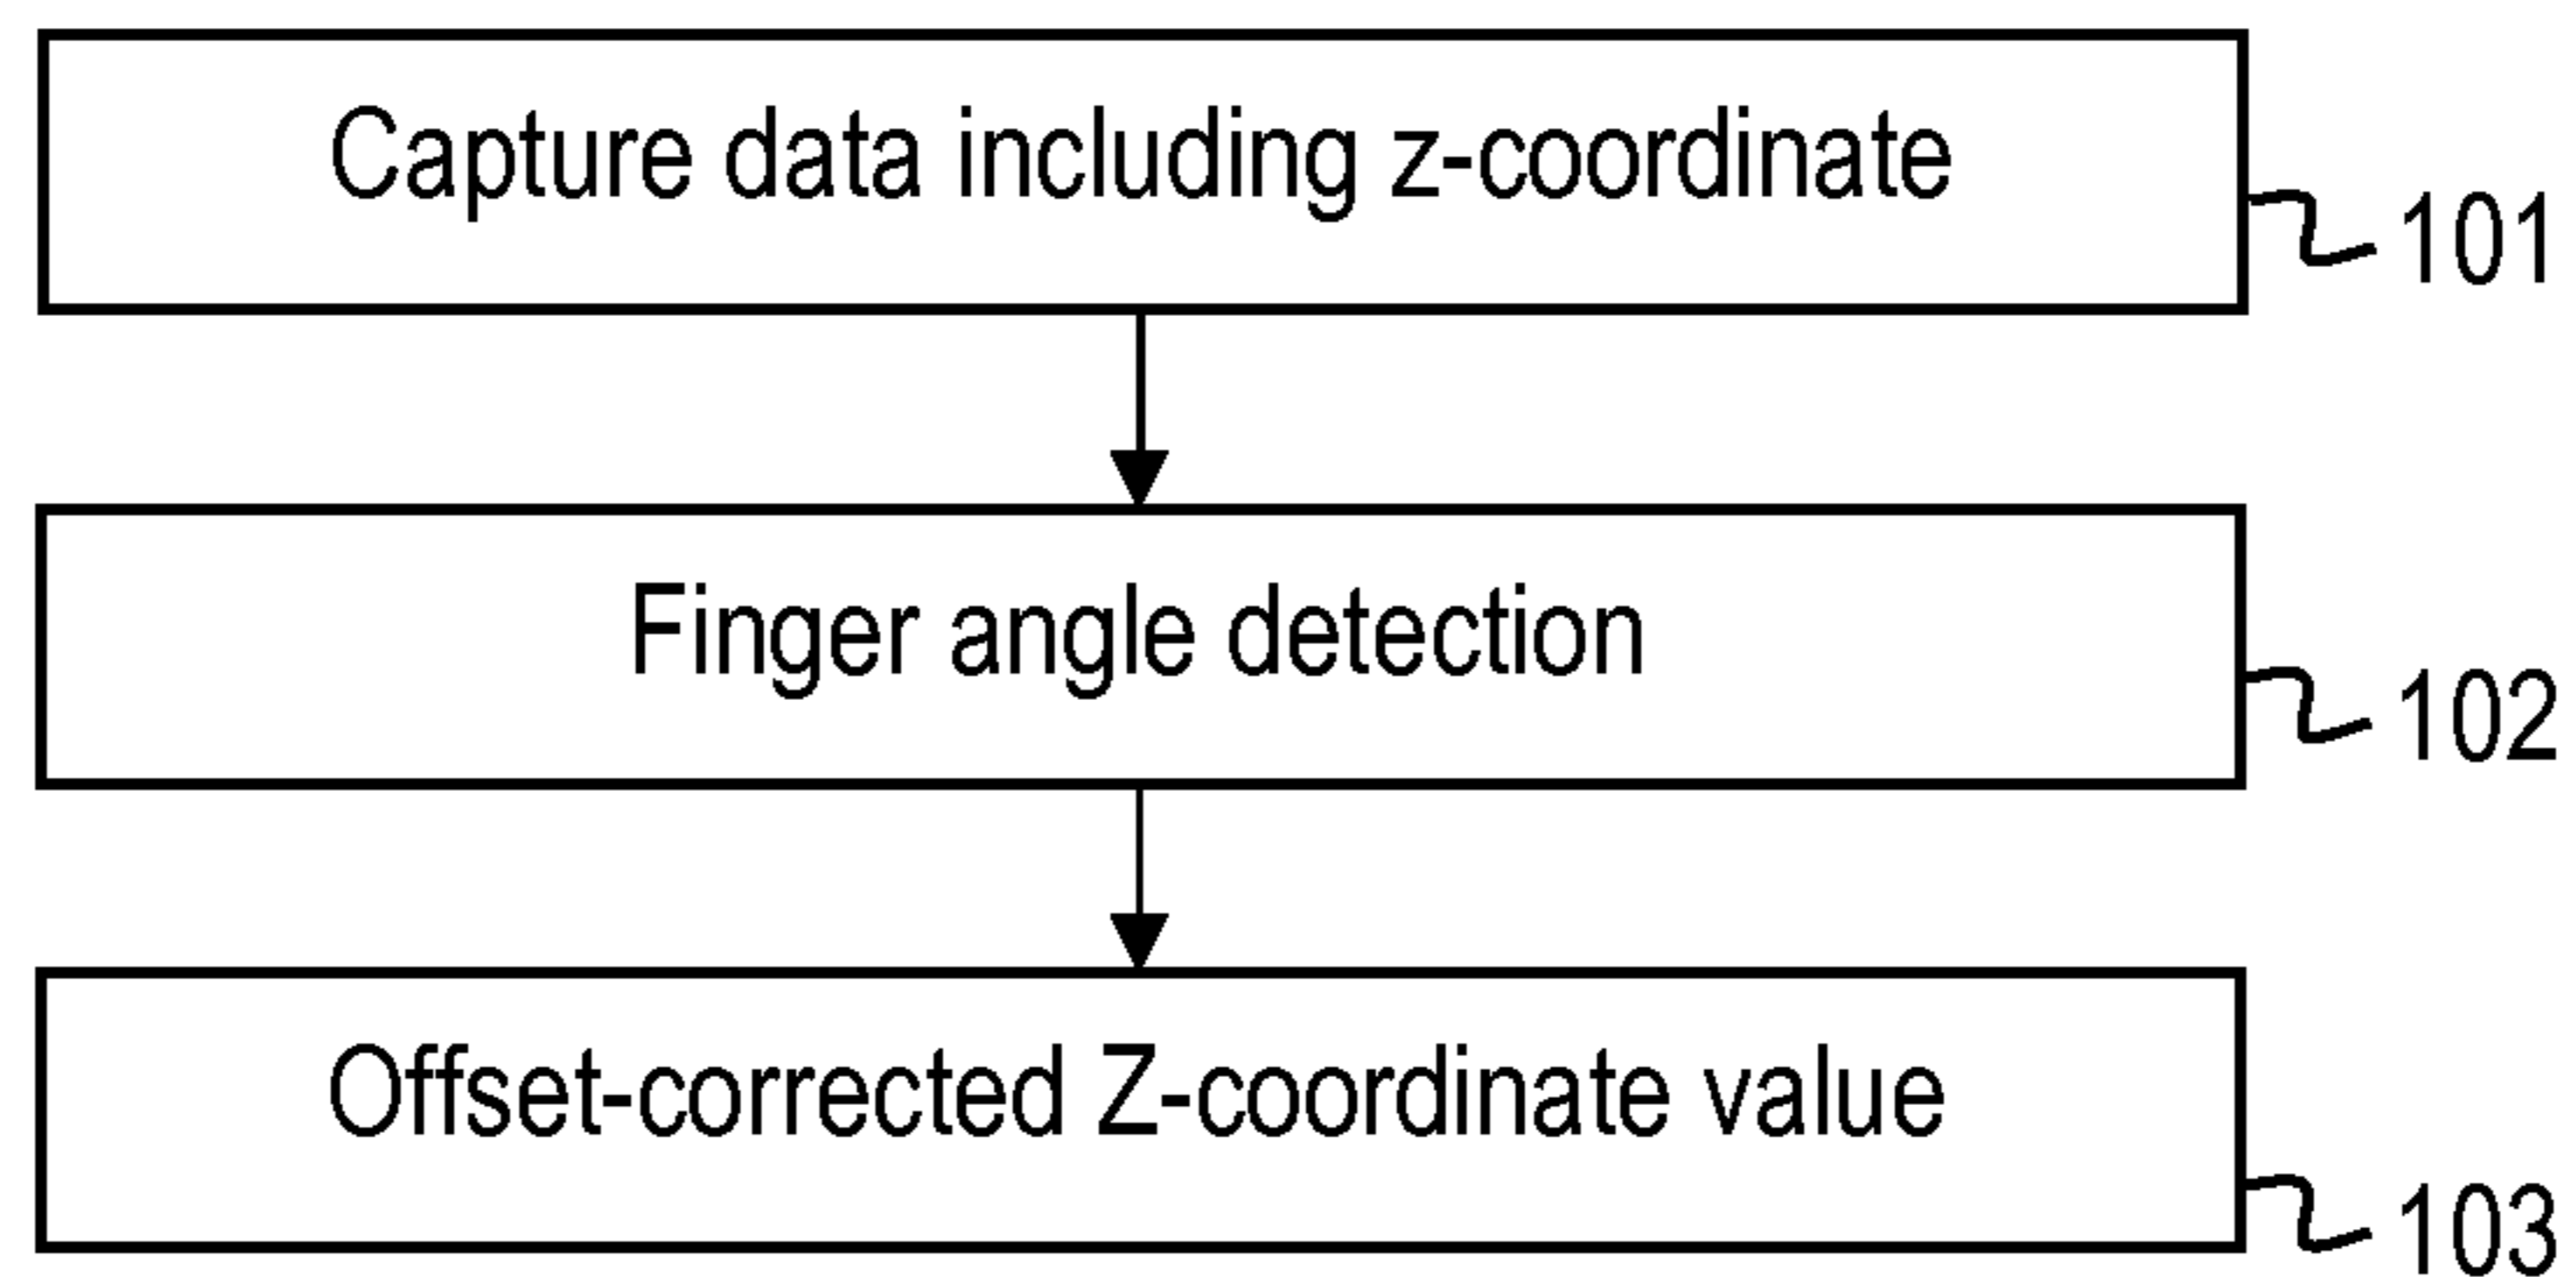 Capture data including z-coordinate
101
Finger angle detection
102
Offset-corrected Z-coordinate value
103